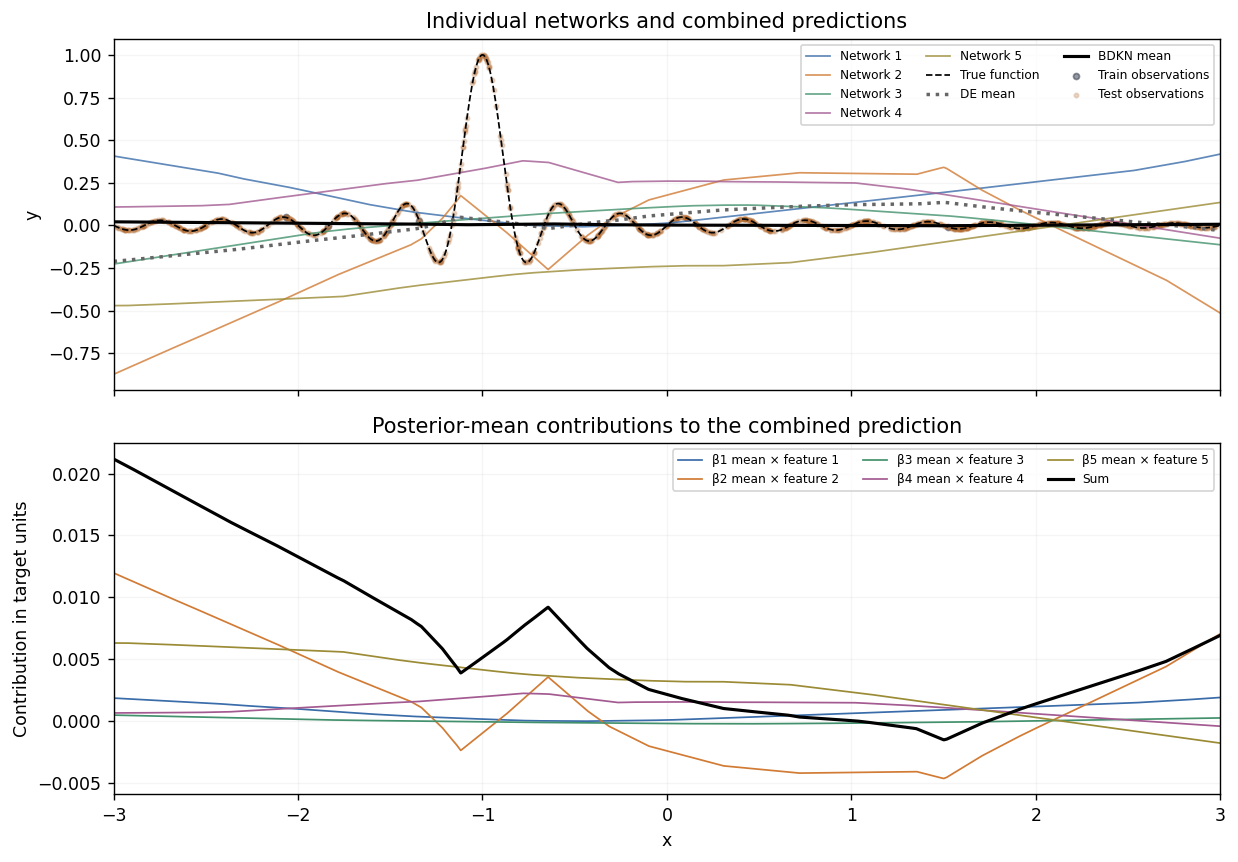 Individual networks and combined predictions
1.00
0.75
0.50
0.25
0.00
−0.25
−0.50
−0.75
y
Network 1
Network 2
Network 3
Network 4
Network 5
True function
DE mean
BDKN mean
Train observations
Test observations
Posterior-mean contributions to the combined prediction
0.020
0.015
0.010
0.005
0.000
−0.005
Contribution in target units
β1 mean × feature 1
β2 mean × feature 2
β3 mean × feature 3
β4 mean × feature 4
β5 mean × feature 5
Sum
−3
−2
−1
0
1
2
3
x